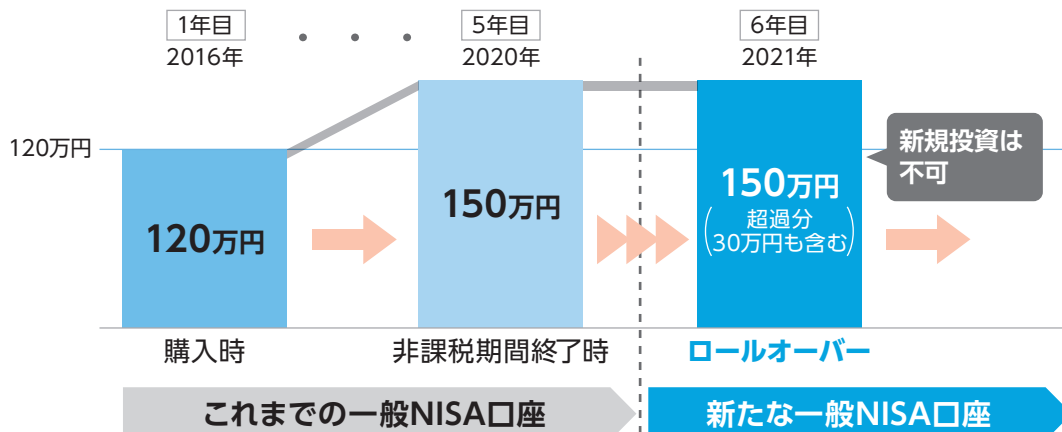 1年目
・・・
5年目
6年目
2016年
2020年
2021年
120万円
120万円
150万円
150万円
(超過分
30万円も含む)
新規投資は
不可
購入時
非課税期間終了時
ロールオーバー
これまでの一般NISA口座
新たな一般NISA口座